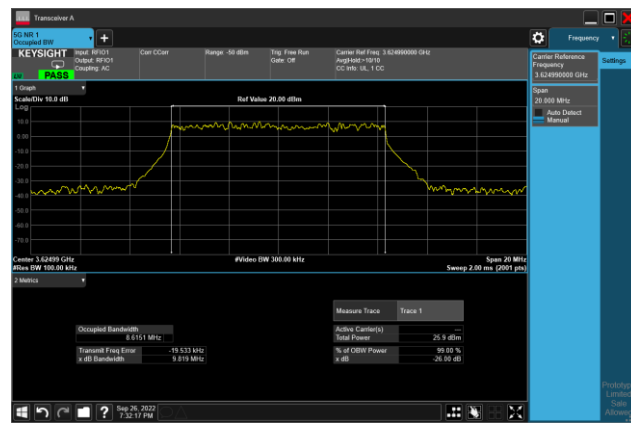 Transceiver A
5G NR 1
Occupied BW
Frequency
KEYSIGHT
LV
PASS
Input: RFIO1
Output: RFIO1
Coupling: AC
Corr CCorr
Range: -50 dBm
Trig: Free Run
Gate: Off
Carrier Ref Freq: 3.624990000 GHz
Avg|Hold:>10/10
CC Info: UL, 1 CC
Carrier Reference
Frequency
3.624990000 GHz
Settings
Span
20.000 MHz
Auto Detect
Manual
1 Graph
Scale/Div 10.0 dB
Ref Value 20.00 dBm
Log
10.0
0.00
-10.0
-20.0
-30.0
-40.0
-50.0
-60.0
-70.0
Center 3.62499 GHz
#Video BW 300.00 kHz
Span 20 MHz
#Res BW 100.00 kHz
Sweep 2.00 ms (2001 pts)
2 Metrics
Measure Trace
Trace 1
Occupied Bandwidth
8.6151 MHz
Active Carrier(s)
---
Total Power
25.9 dBm
Transmit Freq Error
-19.533 kHz
% of OBW Power
99.00 %
x dB Bandwidth
9.819 MHz
x dB
-26.00 dB
Sep 26, 2022
7:32:17 PM
?
Limited
Sale